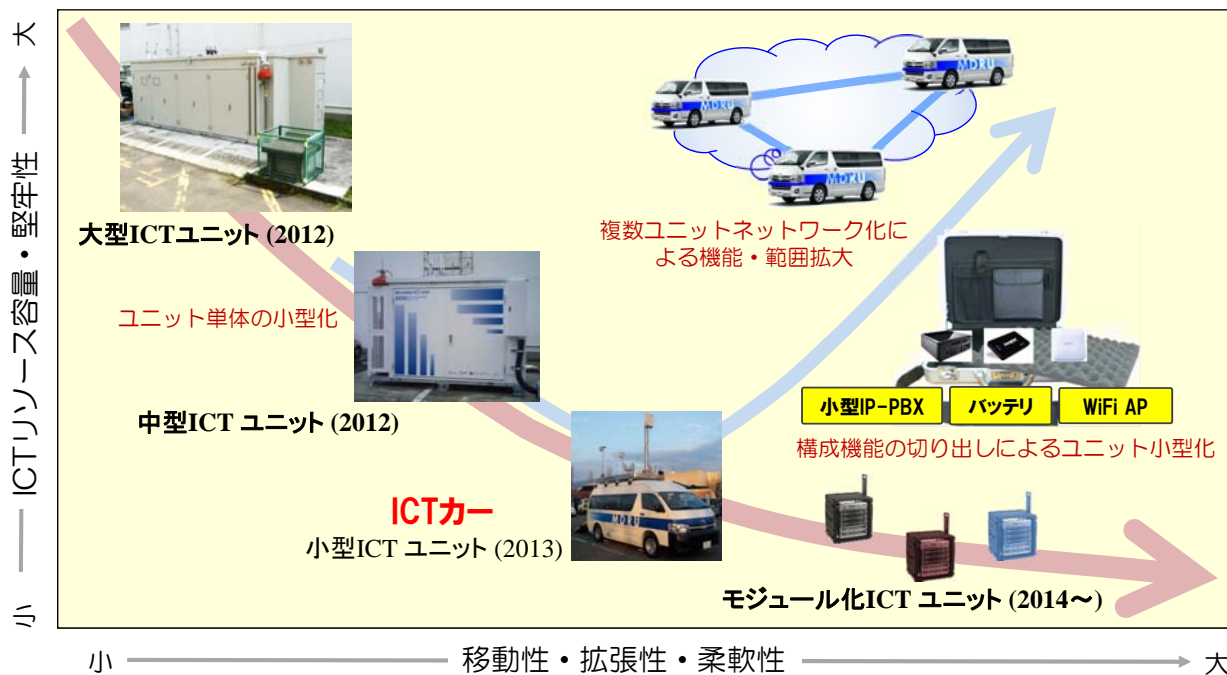 大
ICTリソース容量・堅牢性
小
大型ICTユニット (2012)
ユニット単体の小型化
中型ICT ユニット (2012)
ICTカー
小型ICT ユニット (2013)
MDRU
MDRU
MDRU
MDRU
複数ユニットネットワーク化に
よる機能・範囲拡大
小型IP-PBX
バッテリ
WiFi AP
構成機能の切り出しによるユニット小型化
モジュール化ICT ユニット (2014～)
小
移動性・拡張性・柔軟性
大